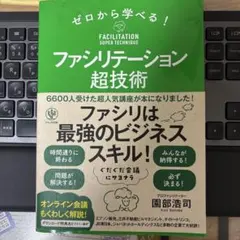 ゼロから学べる!
FACILITATION
SUPER TECHNIQUE
ファシリテーション
超技術
6600人受けた超人気講座が本になりました!
ファシリは
最強のビジネス
スキル!
ぐだぐだ会議
にサヨナラ
時間通りに
終わる
みんなが
納得する!
問題が
解決する!
必ず
決まる!
オンライン会議
もくわしく解説!
園部浩司